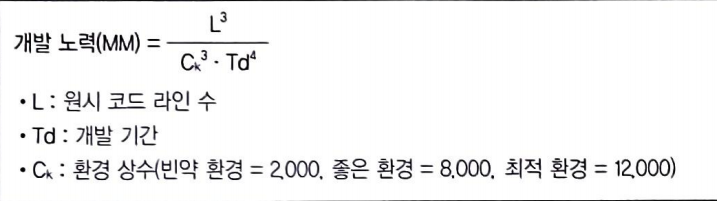 개발 노력(MM) = L³ / (Cₖ³ · Td⁴)
• L : 원시 코드 라인 수
• Td : 개발 기간
• Cₖ : 환경 상수(빈약 환경 = 2,000, 좋은 환경 = 8,000, 최적 환경 = 12,000)